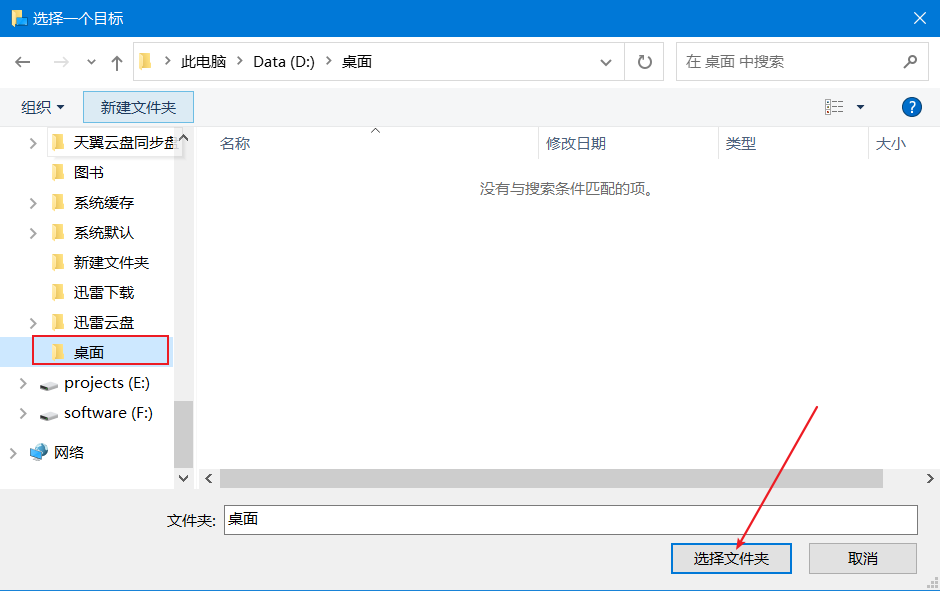 选择一个目标
此电脑 Data (D:) 桌面
在 桌面 中搜索
组织 新建文件夹
?
名称 修改日期 类型 大小
没有与搜索条件匹配的项。
天翼云盘同步盘
图书
系统缓存
系统默认
新建文件夹
迅雷下载
迅雷云盘
桌面
projects (E:)
software (F:)
网络
文件夹: 桌面
选择文件夹 取消